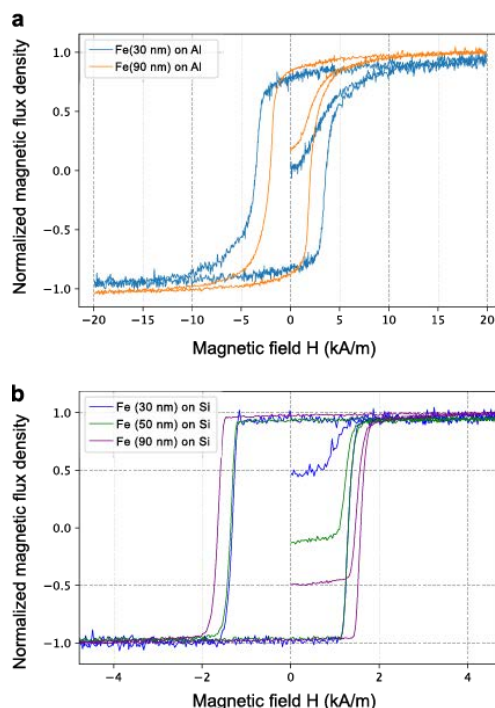 a
Normalized magnetic flux density
1.0
0.5
0.0
−0.5
−1.0
Fe(30 nm) on Al
Fe(90 nm) on Al
−20 −15 −10 −5 0 5 10 15 20
Magnetic field H (kA/m)
b
Normalized magnetic flux density
1.0
0.5
0.0
−0.5
−1.0
Fe (30 nm) on Si
Fe (50 nm) on Si
Fe (90 nm) on Si
−4 −2 0 2 4
Magnetic field H (kA/m)